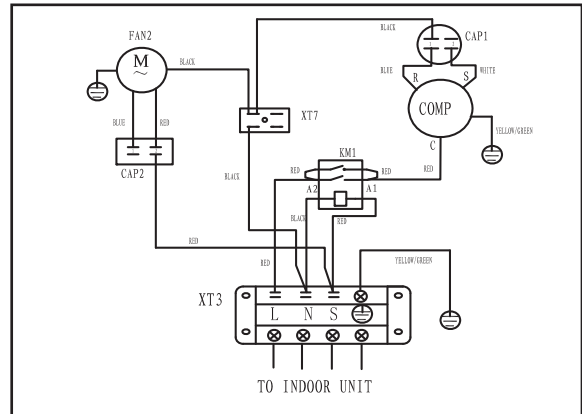 FAN2
BLACK
CAP1
M
BLACK
BLUE
R
S
WHITE
COMP
BLUE
RED
XT7
C
YELLOW/GREEN
CAP2
KM1
RED
RED
RED
A2
A1
BLACK
BLACK
RED
RED
RED
YELLOW/GREEN
XT3
L N S
TO INDOOR UNIT